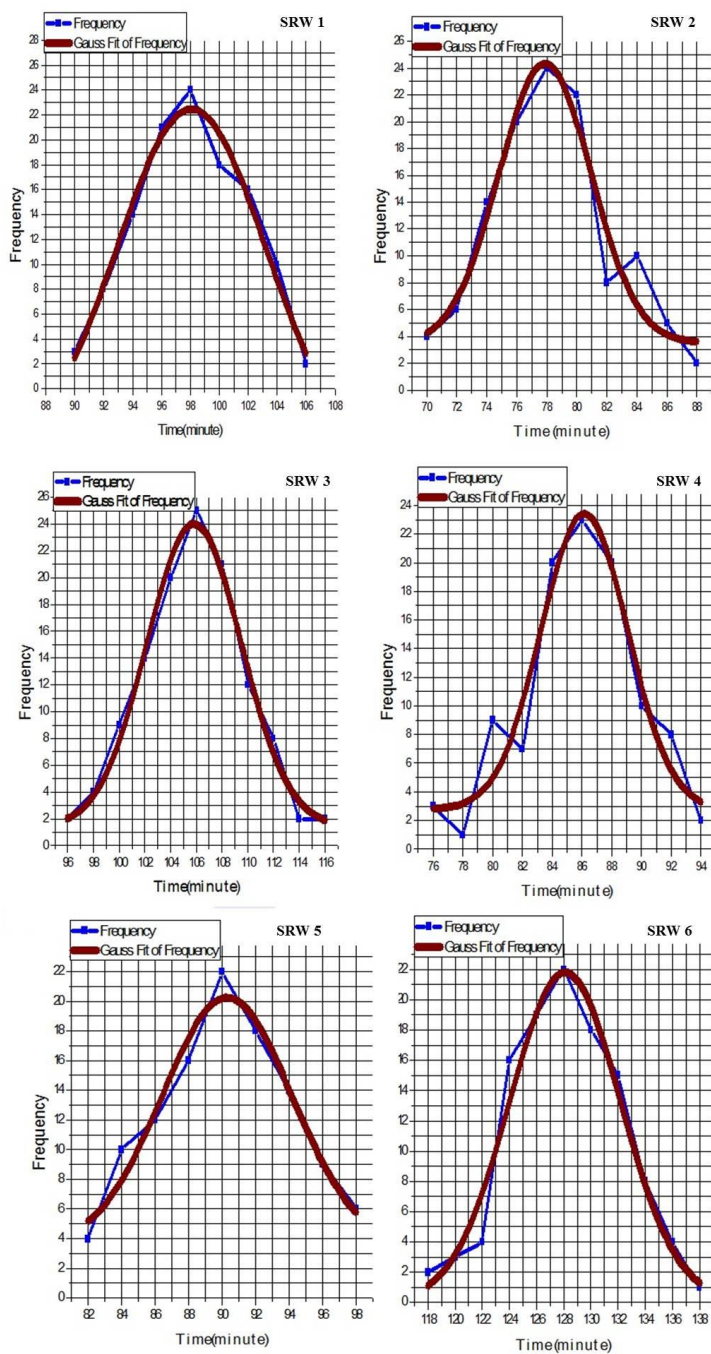 Frequency
Gauss Fit of Frequency
SRW 1
28
26
24
22
20
18
16
14
12
10
8
6
4
2
0
Frequency
88 90 92 94 96 98 100 102 104 106 108
Time(minute)
Frequency
Gauss Fit of Frequency
SRW 2
26
24
22
20
18
16
14
12
10
8
6
4
2
0
Frequency
70 72 74 76 78 80 82 84 86 88
Time(minute)
Frequency
Gauss Fit of Frequency
SRW 3
26
24
22
20
18
16
14
12
10
8
6
4
2
0
Frequency
96 98 100 102 104 106 108 110 112 114 116
Time(minute)
Frequency
Gauss Fit of Frequency
SRW 4
24
22
20
18
16
14
12
10
8
6
4
2
0
Frequency
76 78 80 82 84 86 88 90 92 94
Time(minute)
Frequency
Gauss Fit of Frequency
SRW 5
22
20
18
16
14
12
10
8
6
4
2
0
Frequency
82 84 86 88 90 92 94 96 98
Time(minute)
Frequency
Gauss Fit of Frequency
SRW 6
22
20
18
16
14
12
10
8
6
4
2
0
Frequency
118 120 122 124 126 128 130 132 134 136 138
Time(minute)